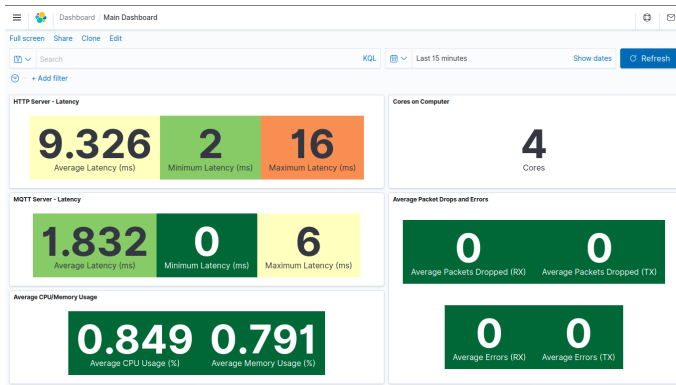 Dashboard / Main Dashboard
Full screen Share Clone Edit
Search KQL Last 15 minutes Show dates Refresh
+ Add filter
HTTP Server - Latency
9.326 2 16
Average Latency (ms) Minimum Latency (ms) Maximum Latency (ms)
Cores on Computer
4
Cores
MQTT Server - Latency
1.832 0 6
Average Latency (ms) Minimum Latency (ms) Maximum Latency (ms)
Average Packet Drops and Errors
0 0
Average Packets Dropped (RX) Average Packets Dropped (TX)
0 0
Average Errors (RX) Average Errors (TX)
Average CPU/Memory Usage
0.849 0.791
Average CPU Usage (%) Average Memory Usage (%)